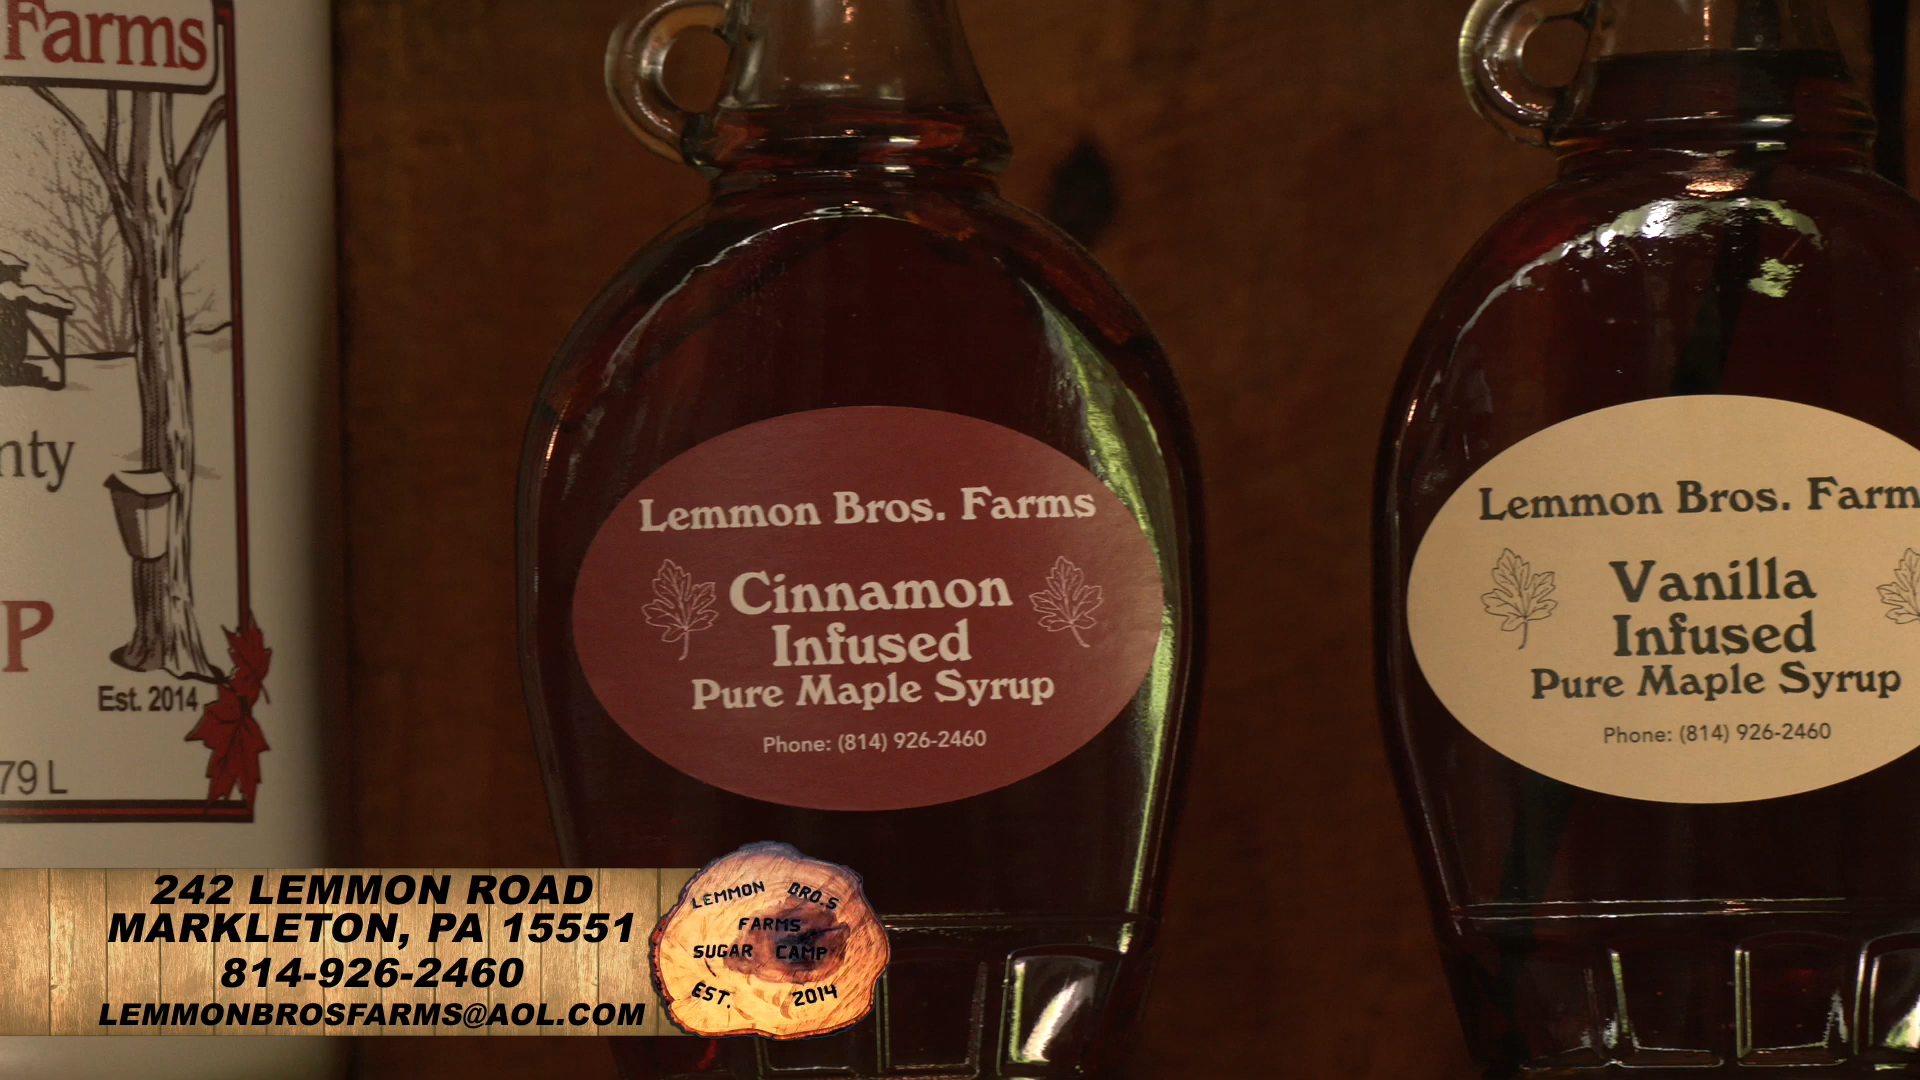 Farms
nty
P
Est. 2014
79 L
Lemmon Bros. Farms
Cinnamon
Infused
Pure Maple Syrup
Phone: (814) 926-2460
Lemmon Bros. Farm
Vanilla
Infused
Pure Maple Syrup
Phone: (814) 926-2460
242 LEMMON ROAD
MARKLETON, PA 15551
814-926-2460
LEMMONBROSFARMS@AOL.COM
LEMMON BRO.S
FARMS
SUGAR CAMP
EST. 2014